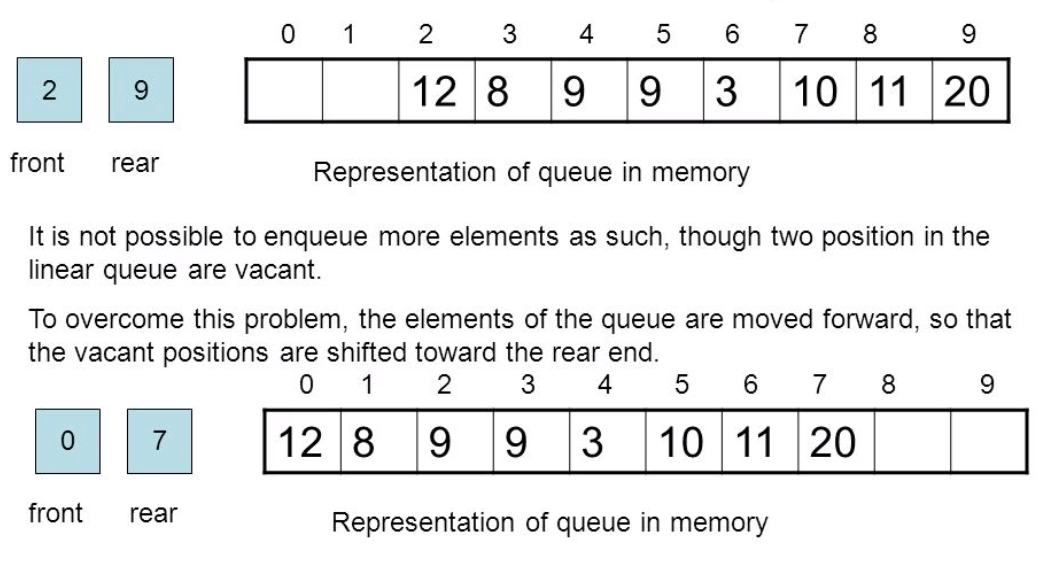 0 1 2 3 4 5 6 7 8 9
2 9 12 8 9 9 3 10 11 20
front rear
Representation of queue in memory
It is not possible to enqueue more elements as such, though two position in the
linear queue are vacant.
To overcome this problem, the elements of the queue are moved forward, so that
the vacant positions are shifted toward the rear end.
0 1 2 3 4 5 6 7 8 9
0 7 12 8 9 9 3 10 11 20
front rear
Representation of queue in memory